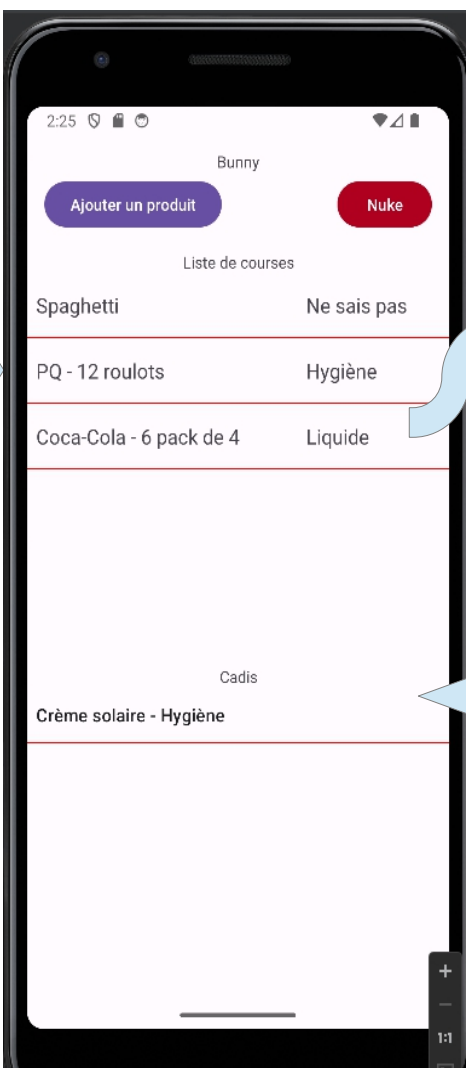 2:25
Bunny
Ajouter un produit Nuke
Liste de courses
Spaghetti Ne sais pas
PQ - 12 roulots Hygiène
Coca-Cola - 6 pack de 4 Liquide
Cadis
Crème solaire - Hygiène
+
−
1:1